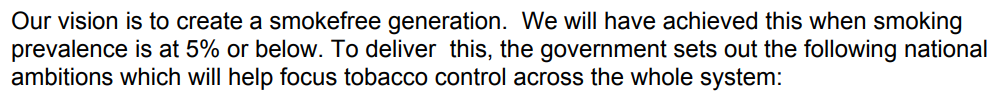 Our vision is to create a smokefree generation.  We will have achieved this when smoking
prevalence is at 5% or below. To deliver  this, the government sets out the following national
ambitions which will help focus tobacco control across the whole system: